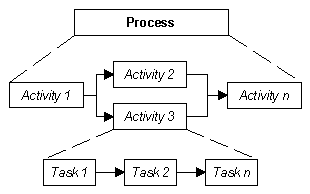 Process
Activity 2
Activity 1
Activity n
Activity 3
Task 1
Task 2
Task n